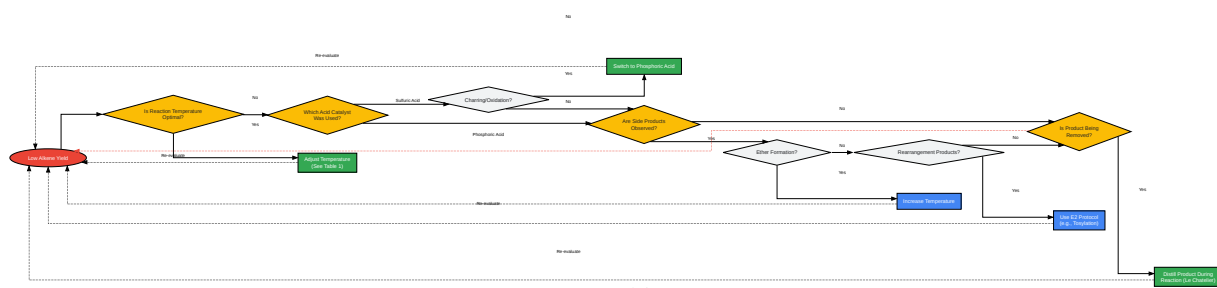 No
Re-evaluate
Switch to Phosphoric Acid
Yes
No
Sulfuric Acid
Charring/Oxidation?
No
Is Reaction Temperature
Optimal?
Which Acid Catalyst
Was Used?
Yes
Phosphoric Acid
Are Side Products
Observed?
No
Is Product Being
Removed?
Yes
No
No
Low Alkene Yield
Re-evaluate
Adjust Temperature
(See Table 1)
Ether Formation?
Rearrangement Products?
Yes
Yes
Yes
Re-evaluate
Increase Temperature
Use E2 Protocol
(e.g., Tosylation)
Re-evaluate
Distill Product During
Reaction (Le Chatelier)